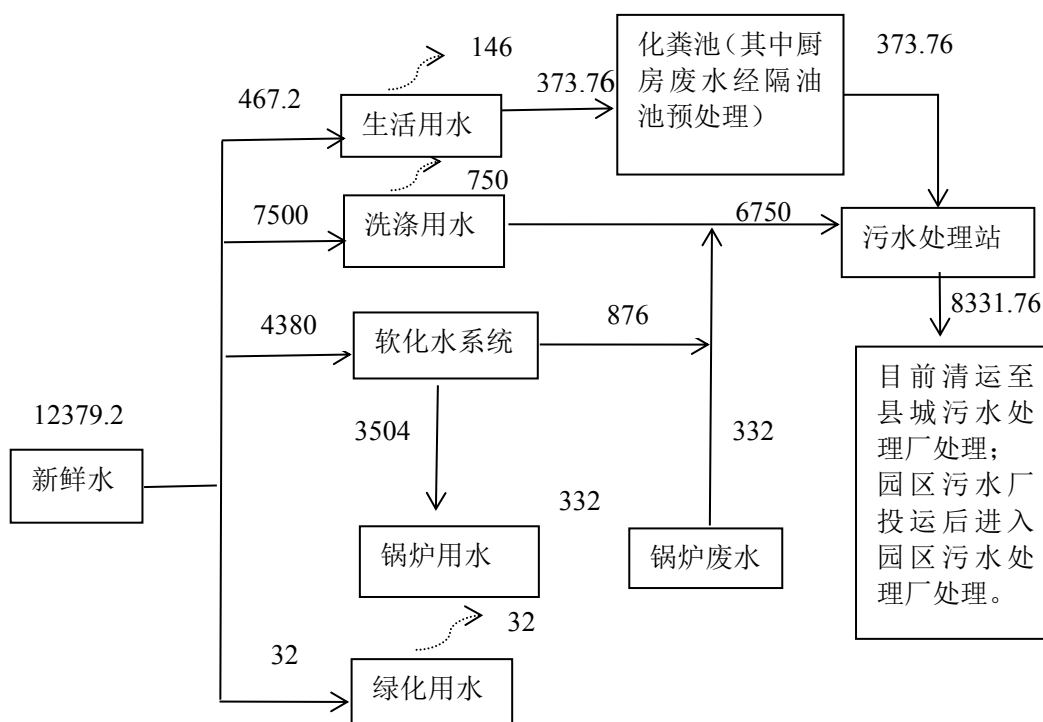 146
化粪池（其中厨
房废水经隔油
池预处理）
373.76
373.76
467.2
生活用水
750
7500
洗涤用水
6750
污水处理站
4380
软化水系统
876
8331.76
目前清运至
县城污水处
理厂处理；
园区污水厂
投运后进入
园区污水处
理厂处理。
12379.2
新鲜水
3504
332
332
锅炉用水
锅炉废水
32
32
绿化用水